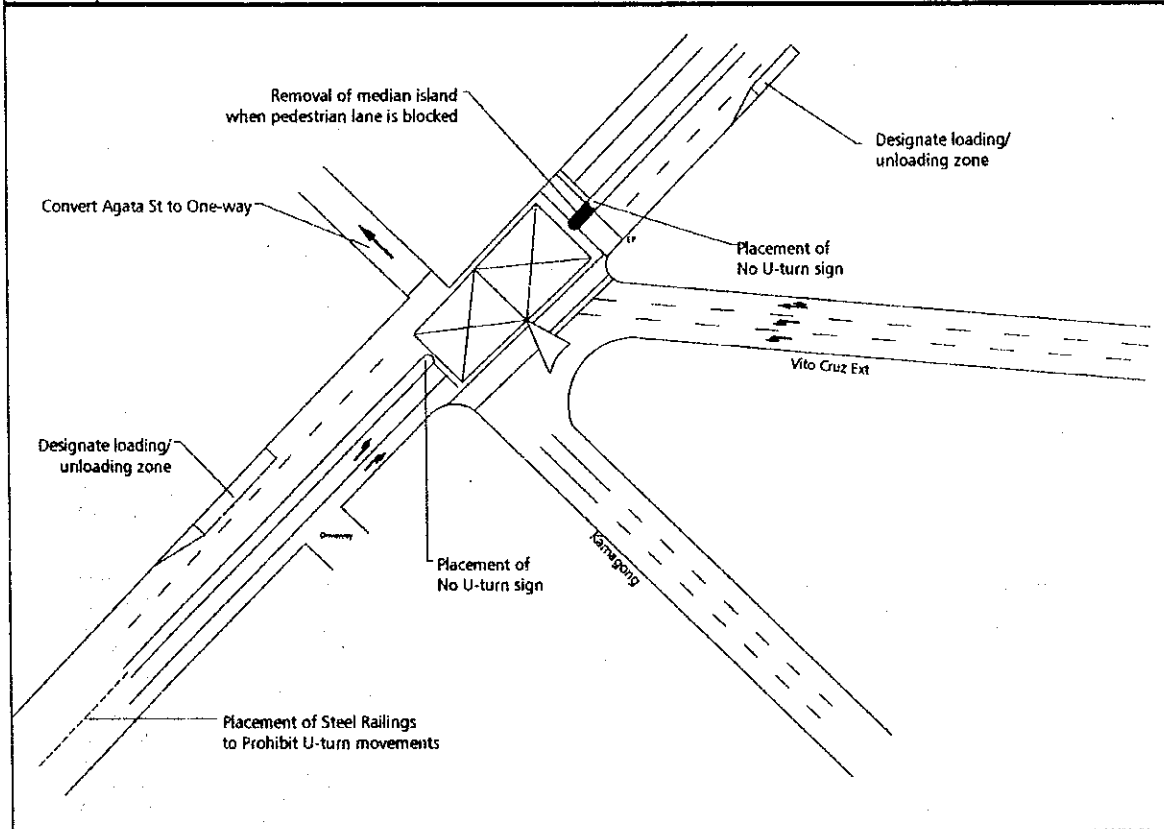 Removal of median island
when pedestrian lane is blocked
Designate loading/
unloading zone
Convert Agata St to One-way
EP
Placement of
No U-turn sign
Vito Cruz Ext
Designate loading/
unloading zone
Driveway
Kamagong
Placement of
No U-turn sign
Placement of Steel Railings
to Prohibit U-turn movements